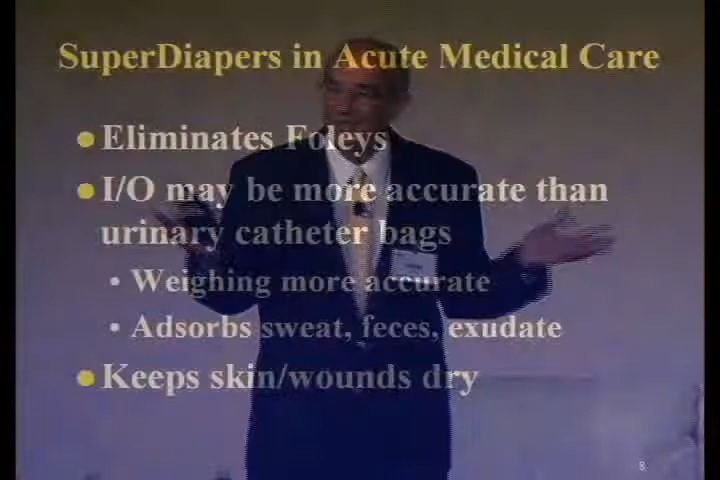 SuperDiapers in Acute Medical Care
Eliminates Foleys
I/O may be more accurate than
urinary catheter bags
Weighing more accurate
Adsorbs sweat, feces, exudate
Keeps skin/wounds dry
8